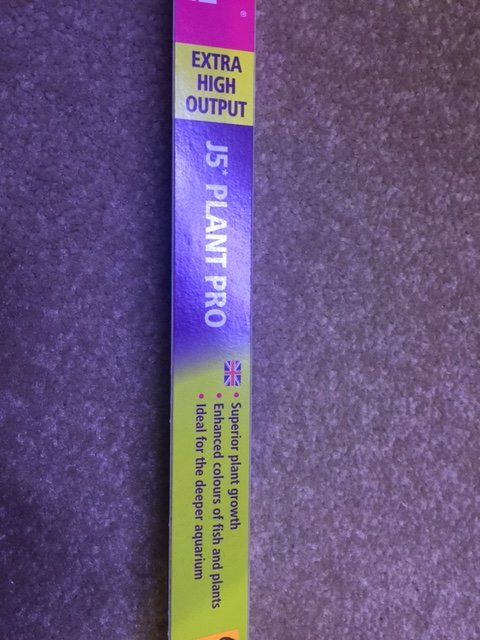 ®
EXTRA
HIGH
OUTPUT
J5* PLANT PRO
• Superior plant growth
• Enhanced colours of fish and plants
• Ideal for the deeper aquarium